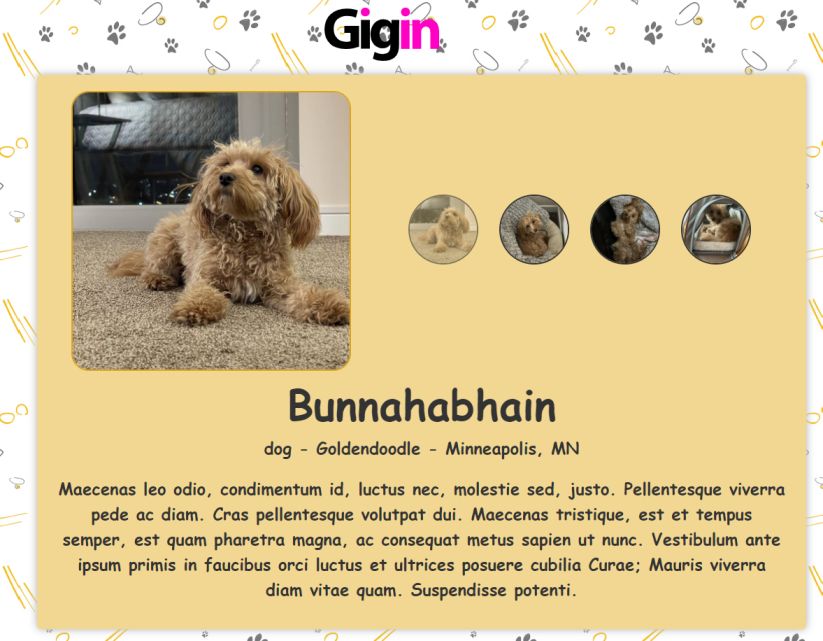 Gigin
Bunnahabhain
dog - Goldendoodle - Minneapolis, MN
Maecenas leo odio, condimentum id, luctus nec, molestie sed, justo. Pellentesque viverra
pede ac diam. Cras pellentesque volutpat dui. Maecenas tristique, est et tempus
semper, est quam pharetra magna, ac consequat metus sapien ut nunc. Vestibulum ante
ipsum primis in faucibus orci luctus et ultrices posuere cubilia Curae; Mauris viverra
diam vitae quam. Suspendisse potenti.